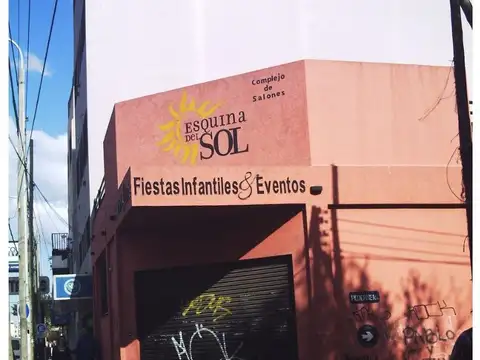 Complejo
de
Salones
ESQUINA
DEL SOL
Fiestas Infantiles & Eventos